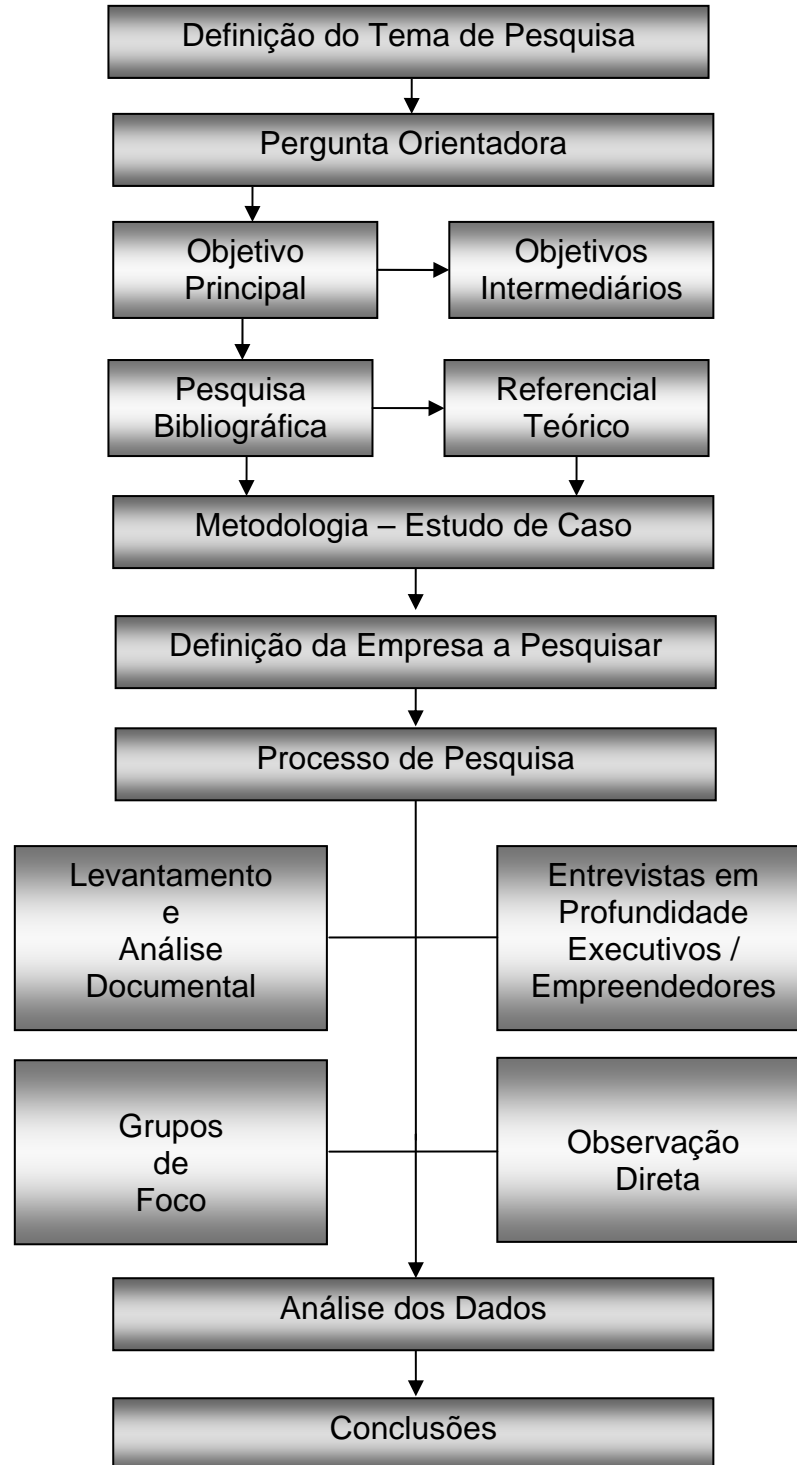 Definição do Tema de Pesquisa
Pergunta Orientadora
Objetivo
Principal
Objetivos
Intermediários
Pesquisa
Bibliográfica
Referencial
Teórico
Metodologia – Estudo de Caso
Definição da Empresa a Pesquisar
Processo de Pesquisa
Levantamento
e
Análise
Documental
Entrevistas em
Profundidade
Executivos /
Empreendedores
Grupos
de
Foco
Observação
Direta
Análise dos Dados
Conclusões